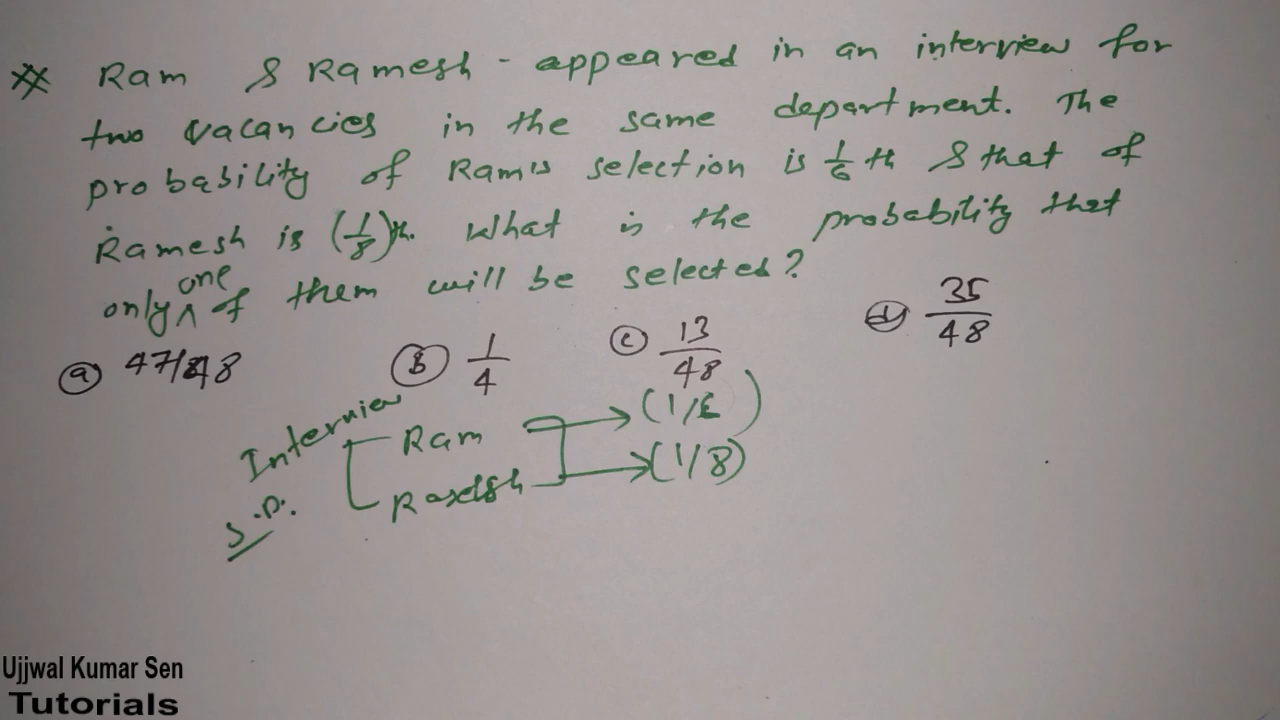 ** Ram & Ramesh - appeared in an interview for
two vacancies in the same department. The
probability of Ram's selection is 1/6 th & that of
Ramesh is (1/8)th. What is the probability that
only ^ one of them will be selected?
(a) 47/48 (b) 1/4 (c) 13/48 (d) 35/48
Interview Ram (1/6)
S.D. (1/8)
Ujjwal Kumar Sen
Tutorials